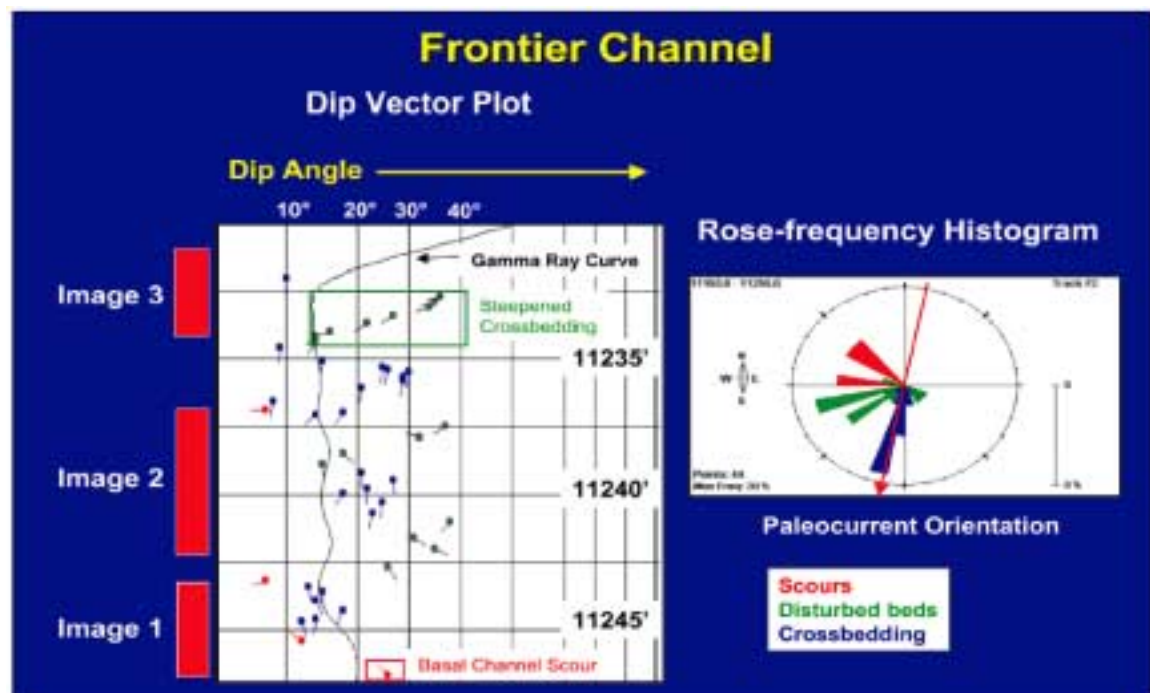 Frontier Channel
Dip Vector Plot
Dip Angle
10° 20° 30° 40°
Gamma Ray Curve
Steepened
Crossbedding
Image 3
11235'
Image 2
11240'
Image 1
11245'
Basal Channel Scour
Rose-frequency Histogram
W E
Paleocurrent Orientation
Scours
Disturbed beds
Crossbedding